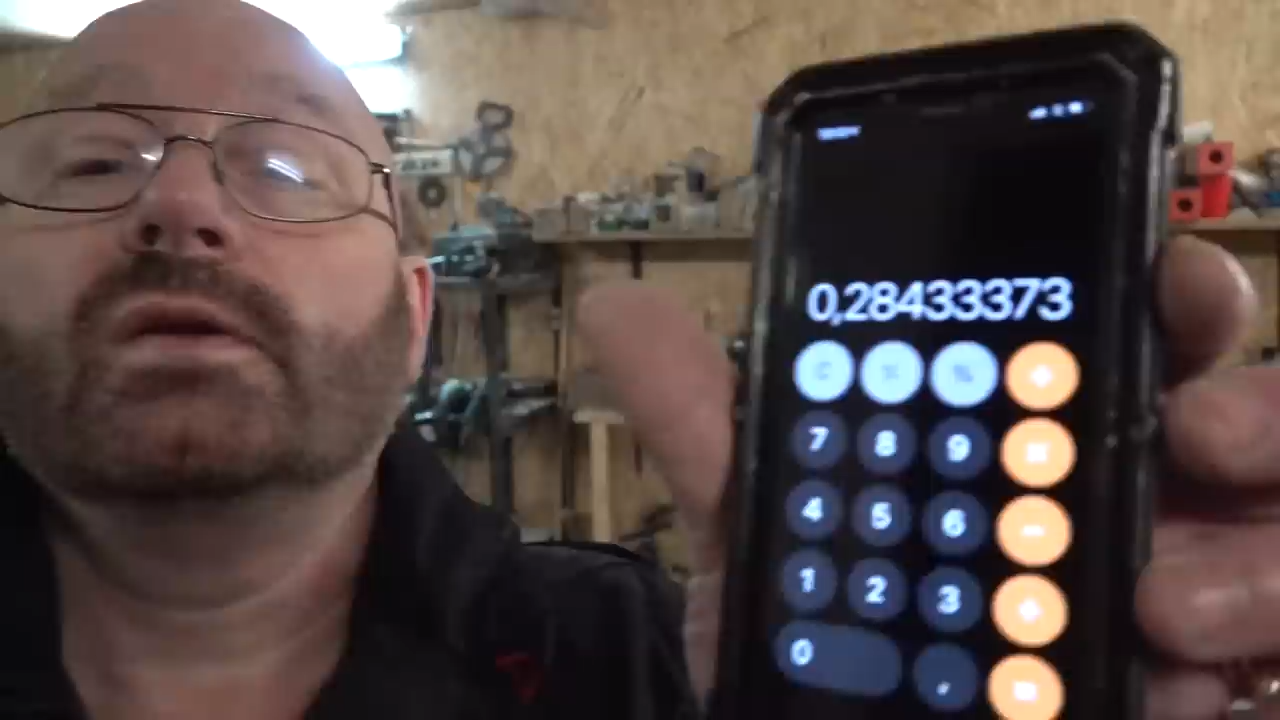 0,28433373
C
%
7 8 9 ×
4 5 6 −
1 2 3 +
0 , =